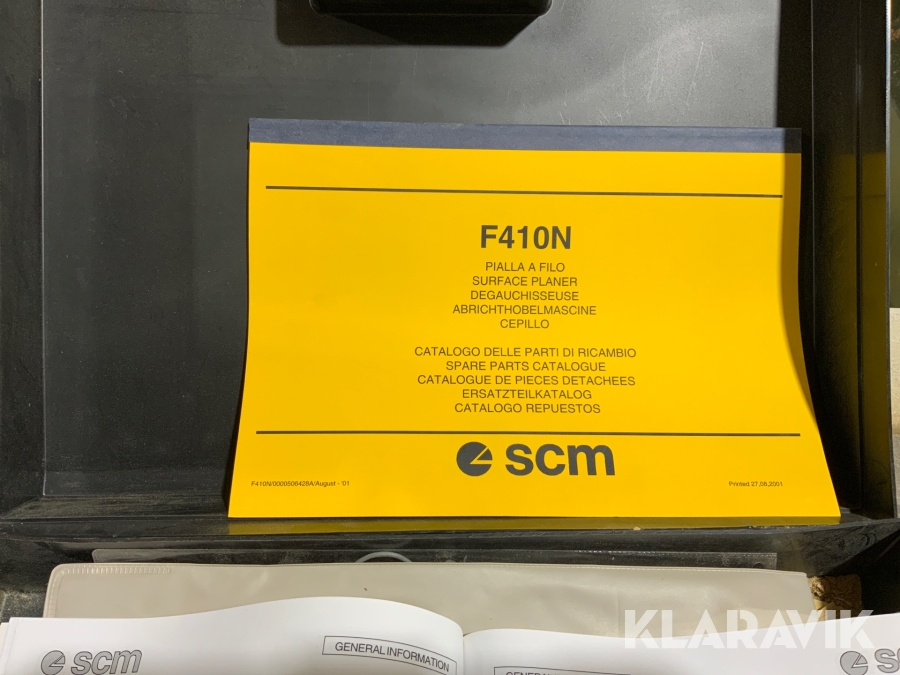 F410N
PIALLA A FILO
SURFACE PLANER
DEGAUCHISSEUSE
ABRICHTHOBELMASCINE
CEPILLO
CATALOGO DELLE PARTI DI RICAMBIO
SPARE PARTS CATALOGUE
CATALOGUE DE PIECES DETACHEES
ERSATZTEILKATALOG
CATALOGO REPUESTOS
scm
F410N/0000506428A/August - '01
Printed 27,08,2001
KLARAVIK
scm
GENERAL INFORMATION